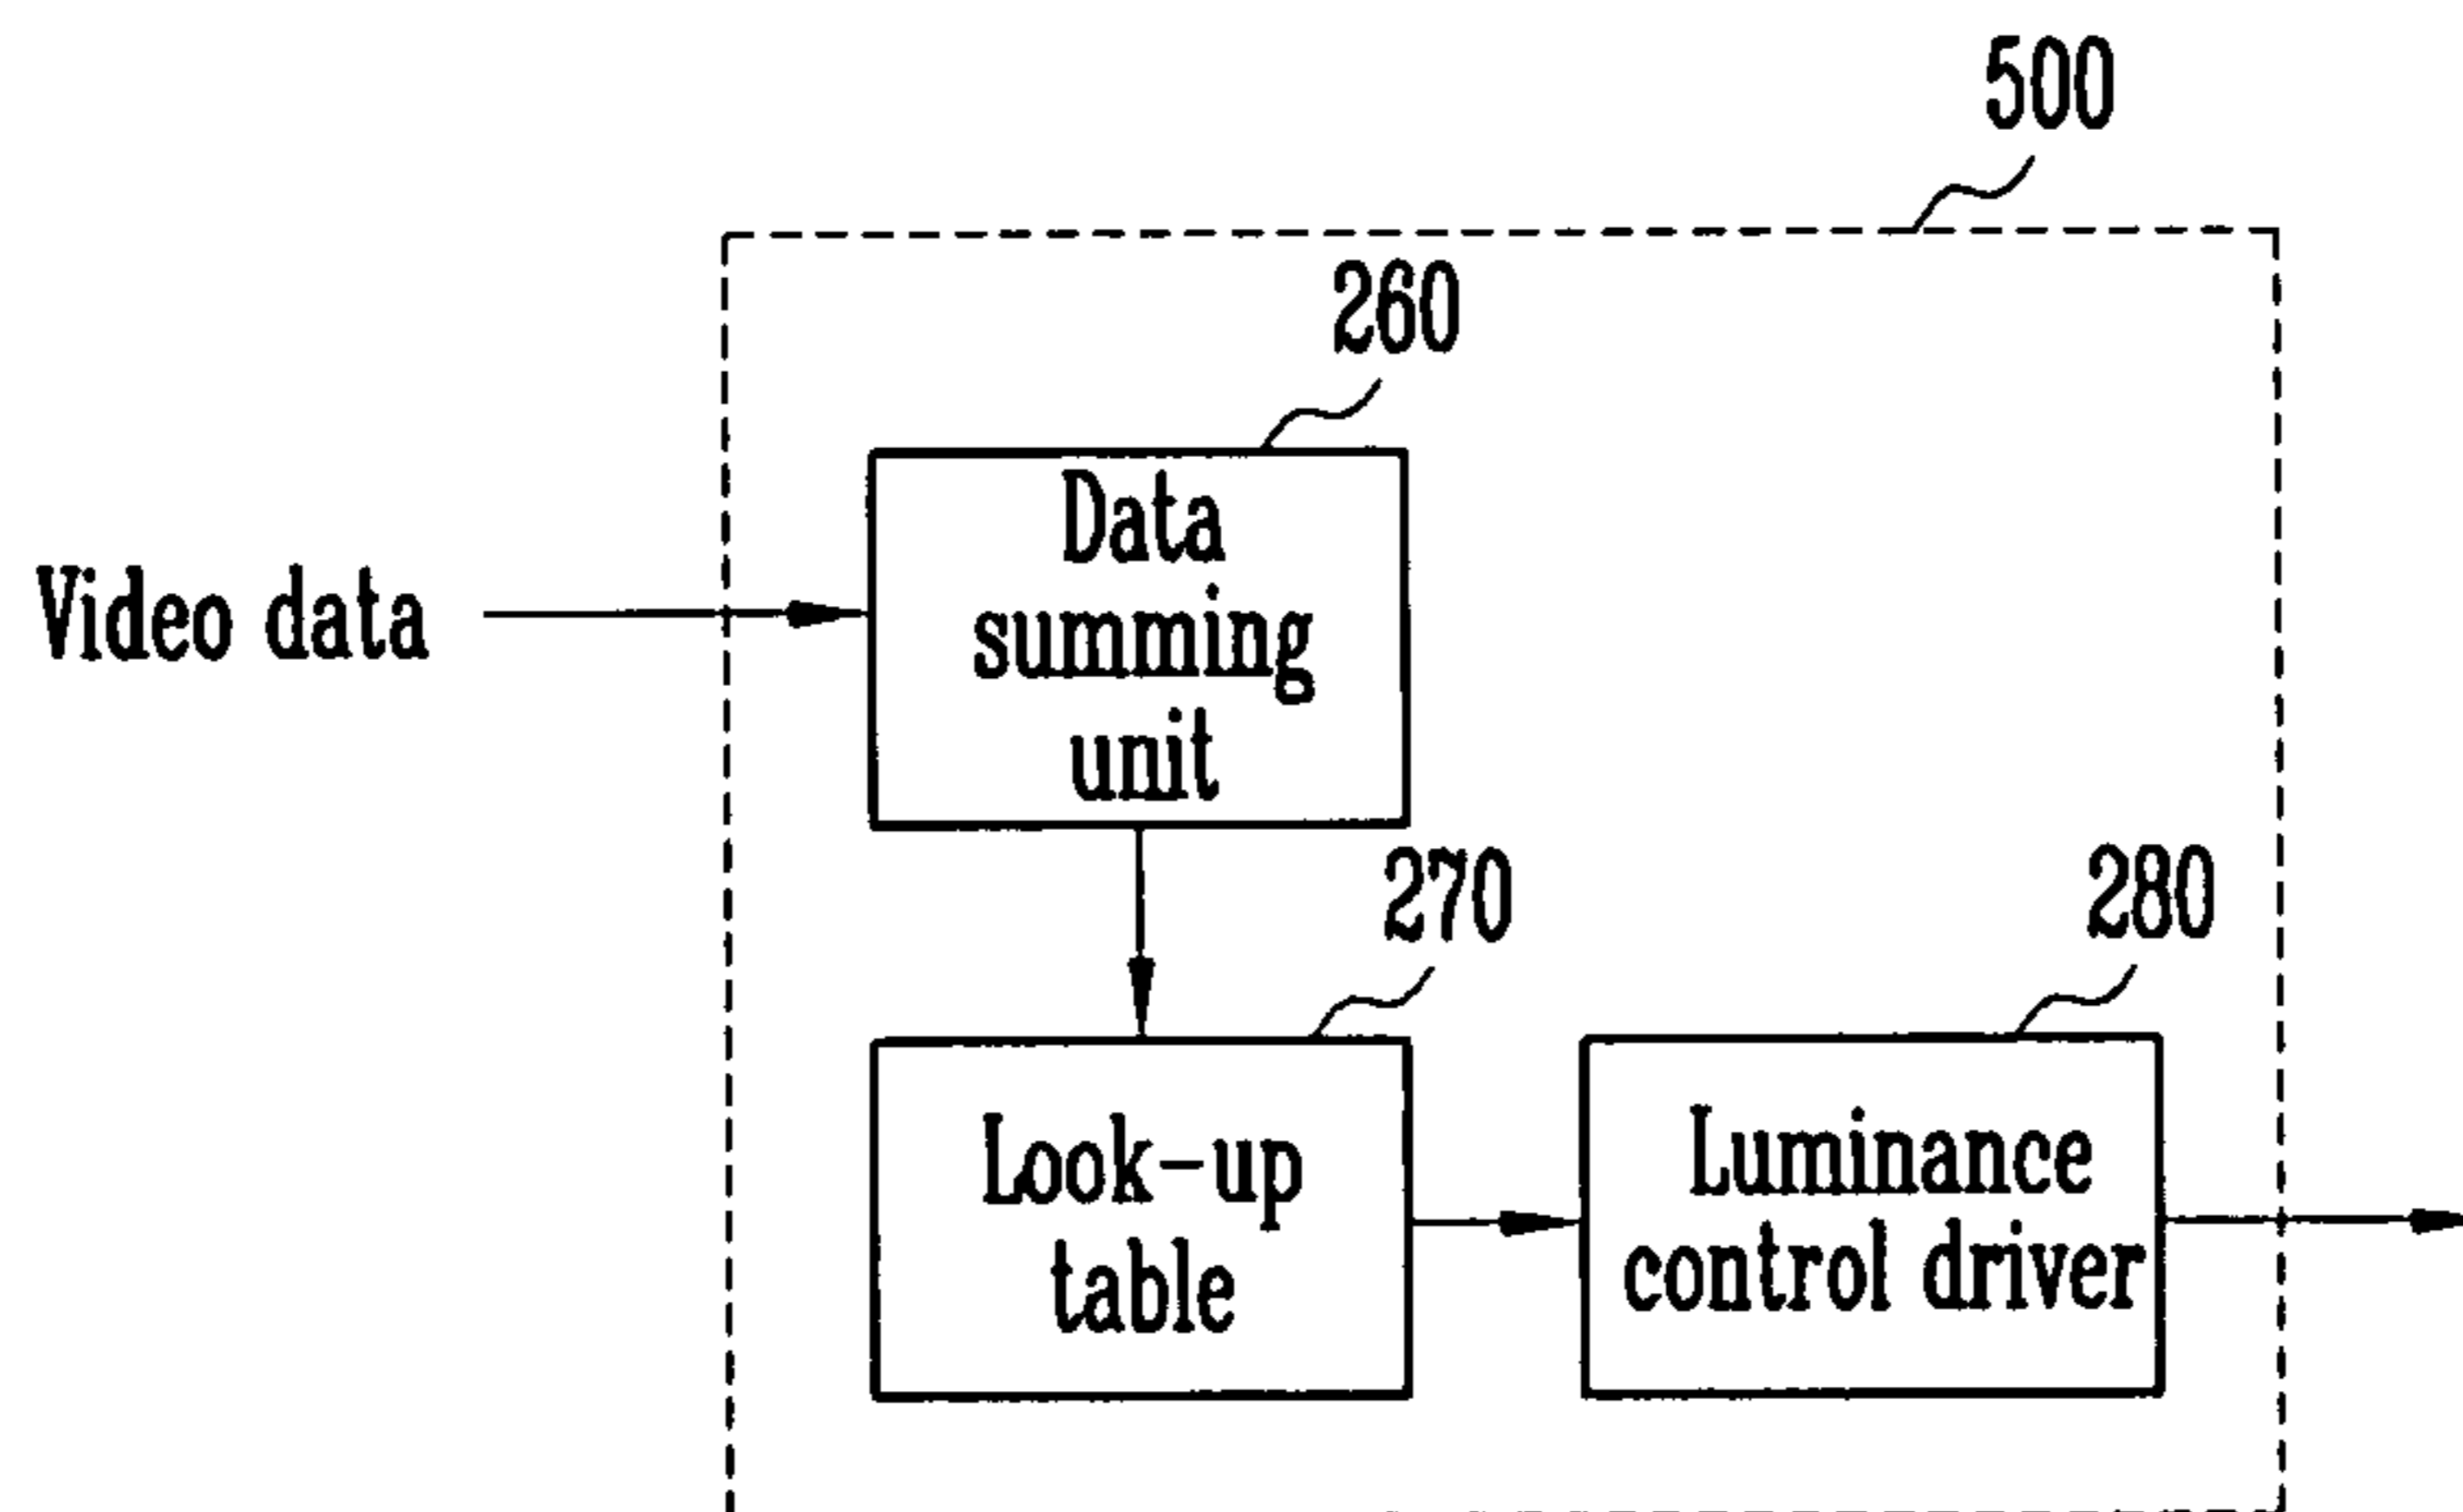 500
260
Data
summing
unit
Video data
270
280
Look-up
table
Luminance
control driver